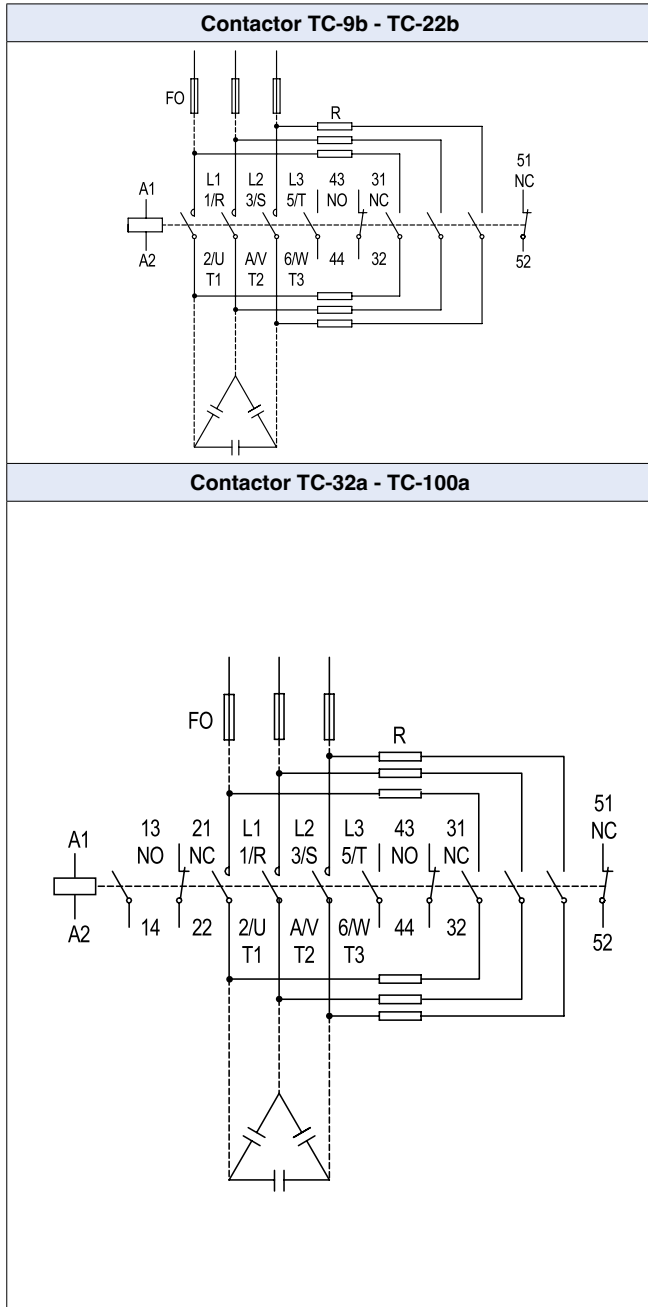 Contactor TC-9b - TC-22b
FO
R
L1 L2 L3 43 31 51
A1 1/R 3/S 5/T NO NC NC
A2 2/U A/V 6/W 44 32 52
T1 T2 T3
Contactor TC-32a - TC-100a
FO
R
13 21 L1 L2 L3 43 31 51
A1 NO NC 1/R 3/S 5/T NO NC NC
A2 14 22 2/U A/V 6/W 44 32 52
T1 T2 T3